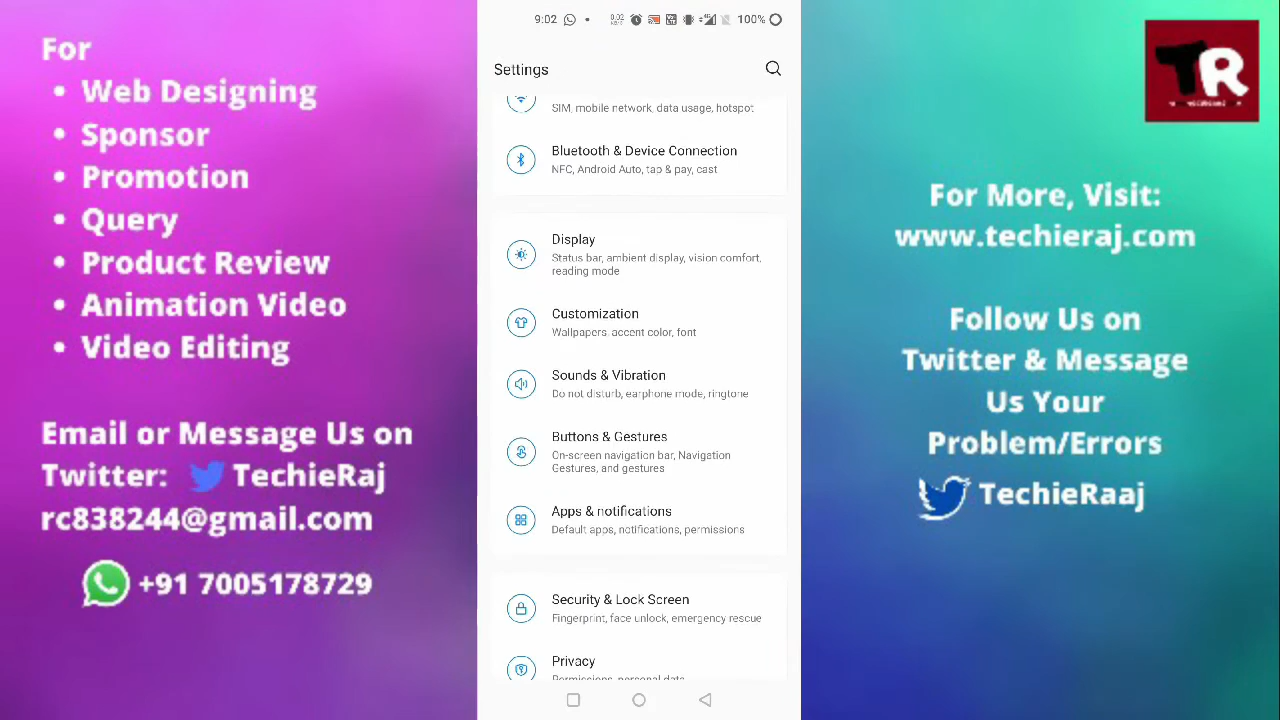 For
• Web Designing
• Sponsor
• Promotion
• Query
• Product Review
• Animation Video
• Video Editing
Email or Message Us on
Twitter: TechieRaj
rc838244@gmail.com
+91 7005178729
9:02
100%
Settings
SIM, mobile network, data usage, hotspot
Bluetooth & Device Connection
NFC, Android Auto, tap & pay, cast
Display
Status bar, ambient display, vision comfort,
reading mode
Customization
Wallpapers, accent color, font
Sounds & Vibration
Do not disturb, earphone mode, ringtone
Buttons & Gestures
On-screen navigation bar, Navigation
Gestures, and gestures
Apps & notifications
Default apps, notifications, permissions
Security & Lock Screen
Fingerprint, face unlock, emergency rescue
Privacy
Permissions, personal data
TR
For More, Visit:
www.techieraj.com
Follow Us on
Twitter & Message
Us Your
Problem/Errors
TechieRaaj